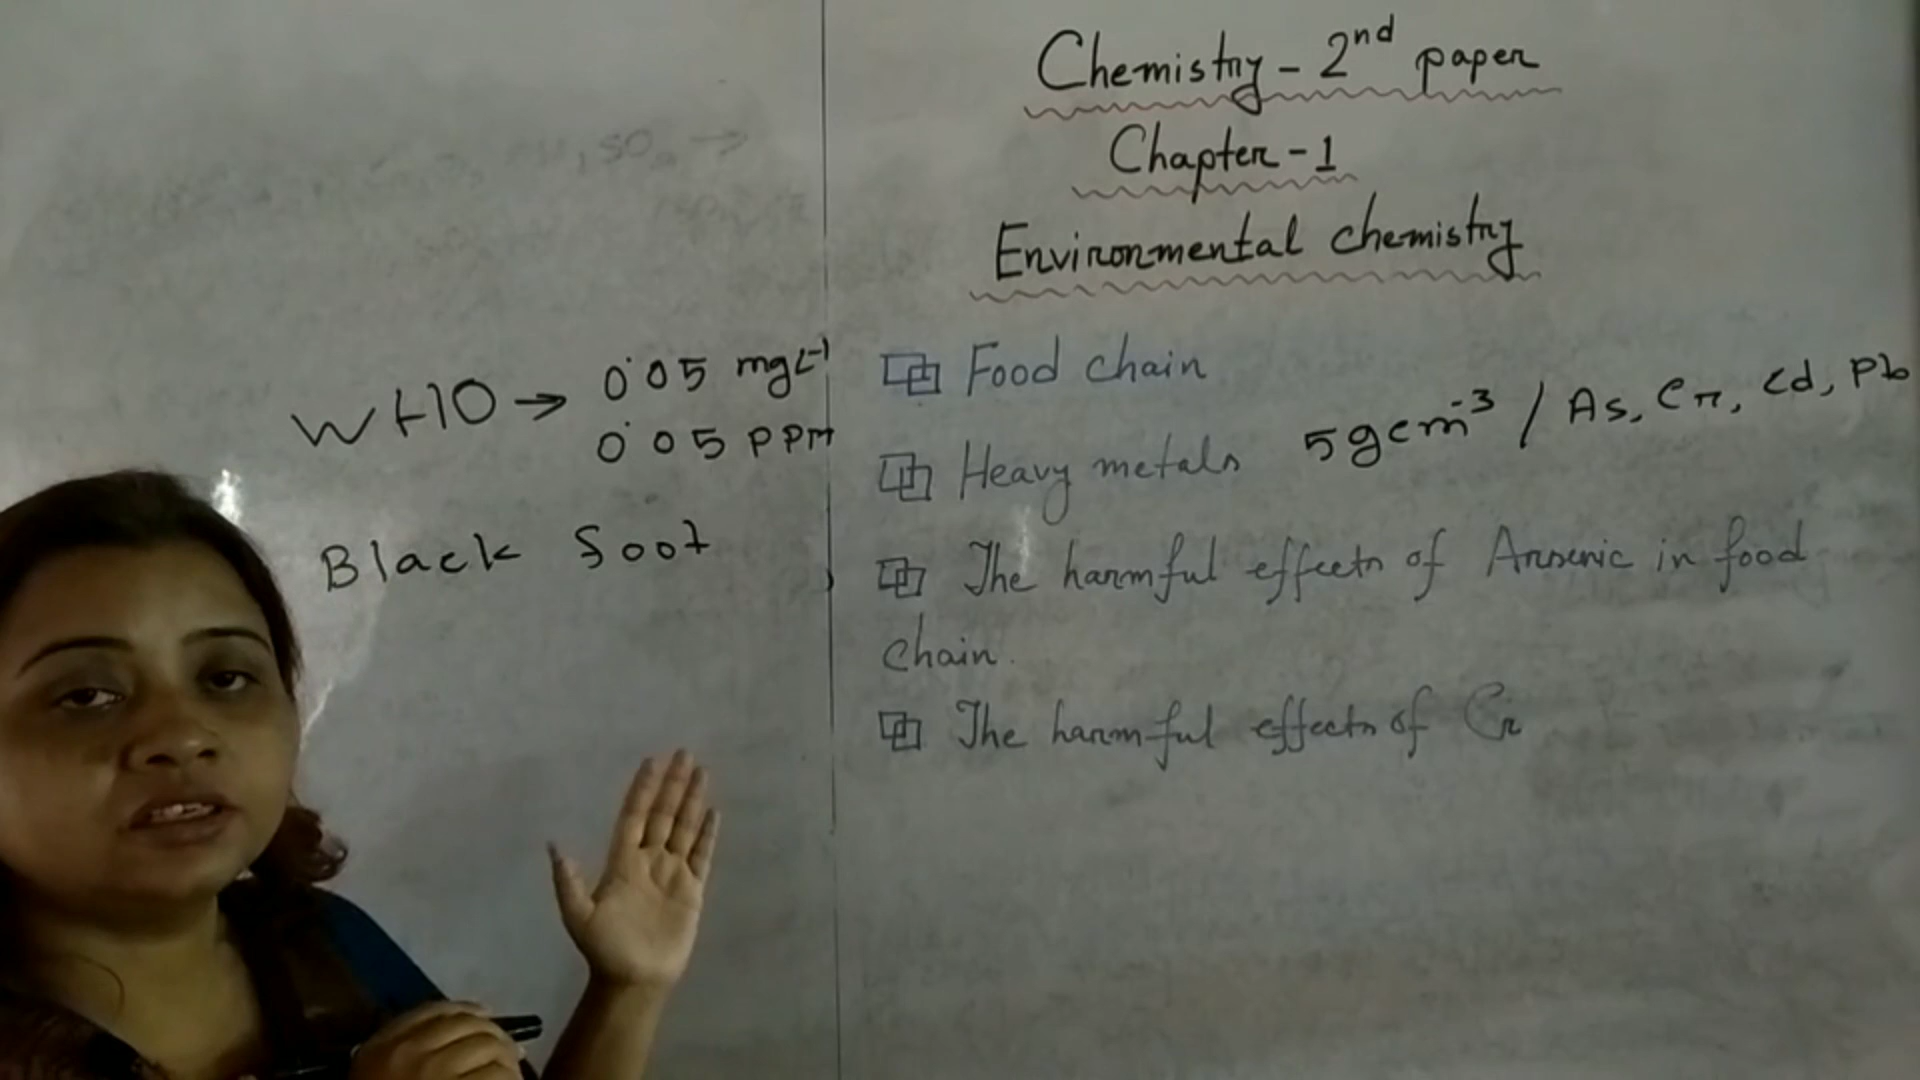 Chemistry - 2nd paper
Chapter - 1
Environmental chemistry
WHO → 0.05 mgL-1
0.05 PPM
Black Soot
Food chain
Heavy metals 5gcm-3 / As, Cr, Cd, Pb
The harmful effects of Arsenic in food
chain.
The harmful effects of Cr